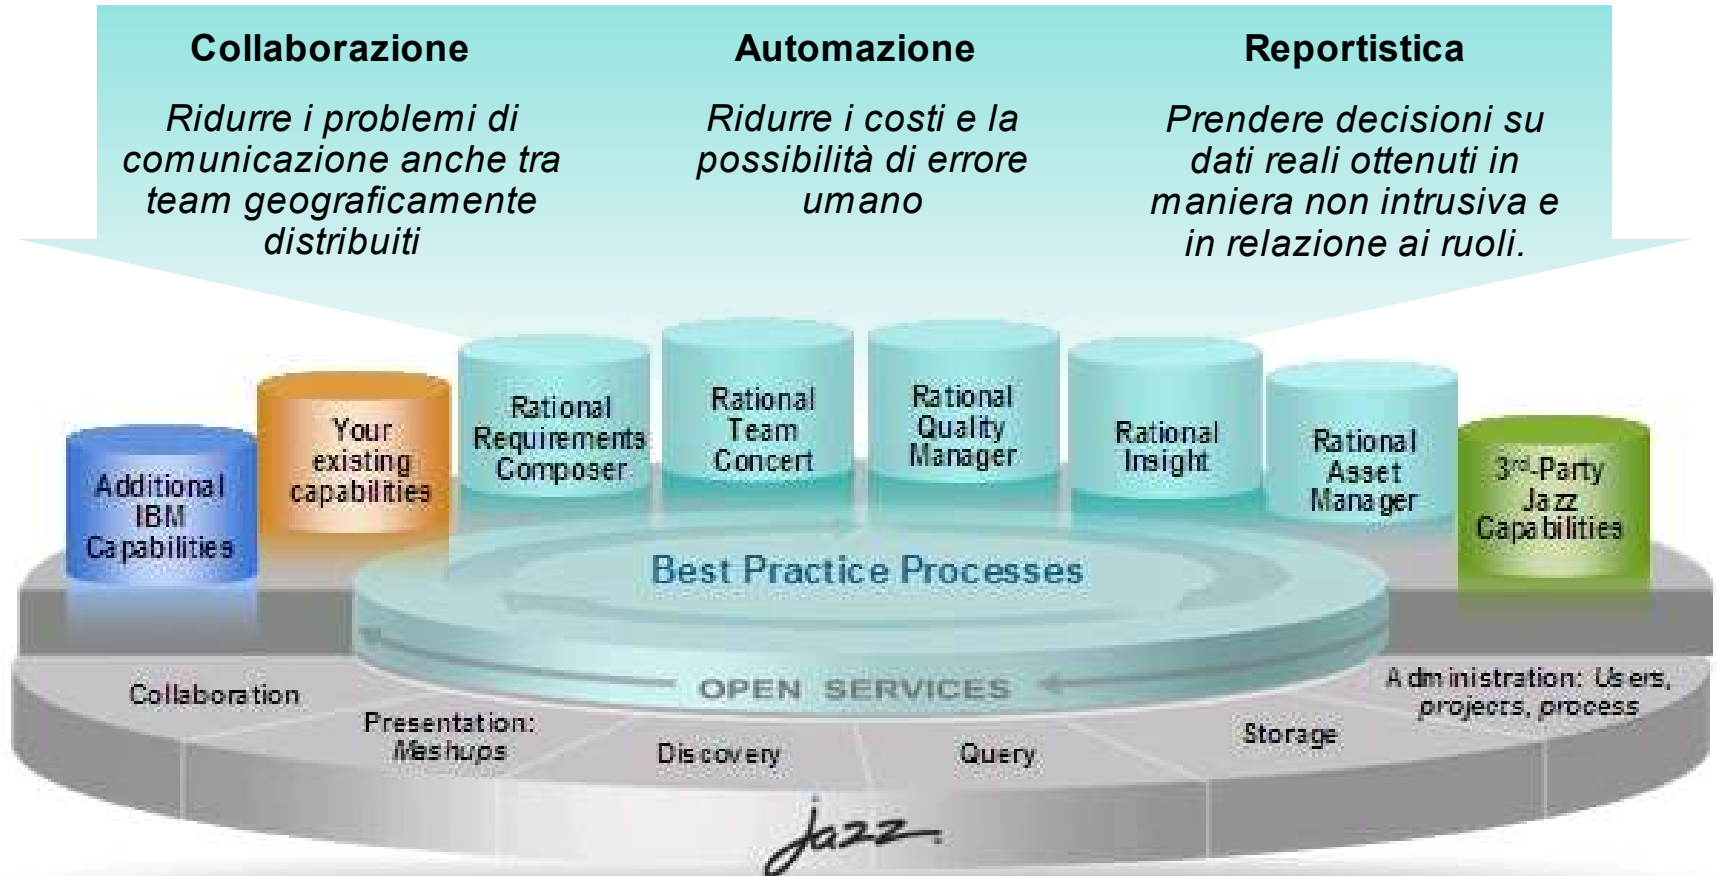 Collaborazione
Ridurre i problemi di
comunicazione anche tra
team geograficamente
distribuiti
Automazione
Ridurre i costi e la
possibilità di errore
umano
Reportistica
Prendere decisioni su
dati reali ottenuti in
maniera non intrusiva e
in relazione ai ruoli.
Additional
IBM
Capabilities
Your
existing
capabilities
Rational
Requirements
Composer
Rational
Team
Concert
Rational
Quality
Manager
Rational
Insight
Rational
Asset
Manager
3rd-Party
Jazz
Capabilities
Best Practice Processes
OPEN SERVICES
Collaboration
Presentation:
Mashups
Discovery
Query
Storage
Administration: Users,
projects, process
jazz